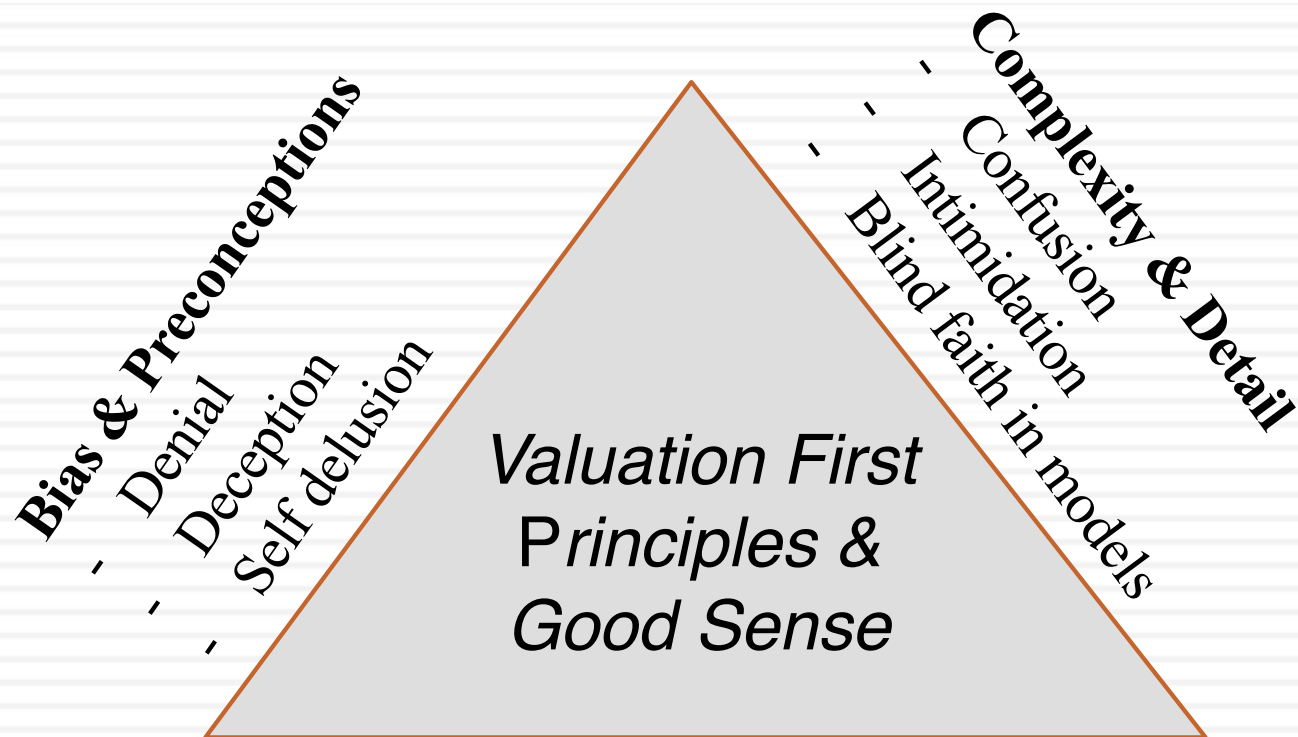 Bias & Preconceptions
- Denial
- Deception
- Self delusion
Complexity & Detail
- Confusion
- Intimidation
- Blind faith in models
Valuation First
Principles &
Good Sense